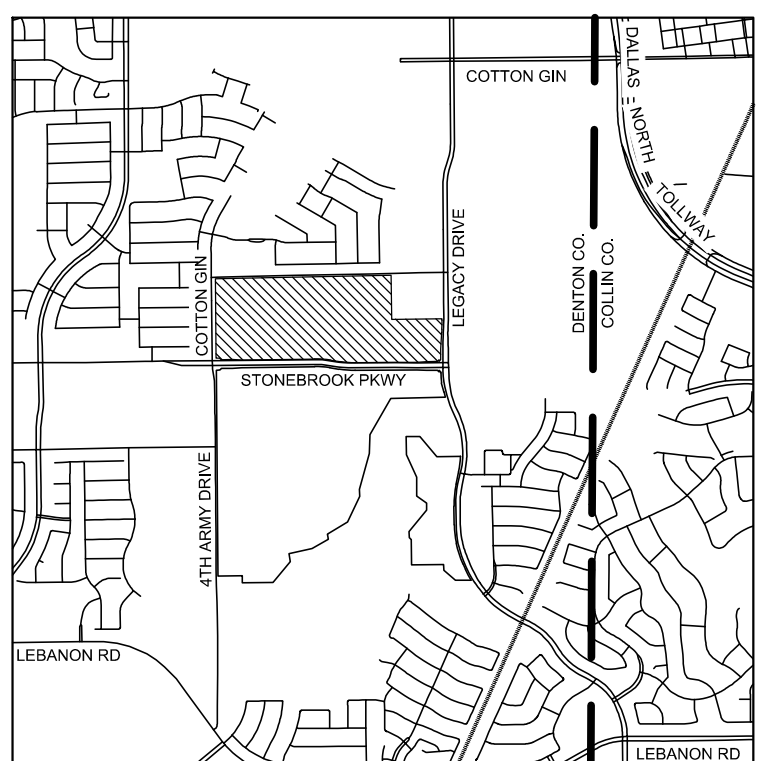 COTTON GIN
DALLAS NORTH TOLLWAY
LEGACY DRIVE
DENTON CO.
COLLIN CO.
COTTON GIN
STONEBROOK PKWY
4TH ARMY DRIVE
LEBANON RD
LEBANON RD